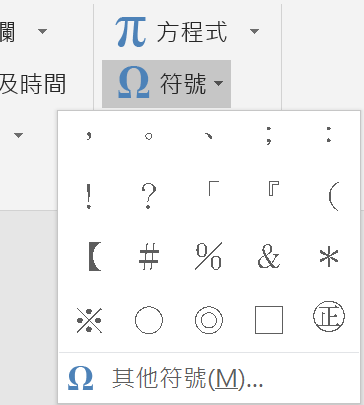 欄
π 方程式
及時間
Ω 符號
， 。 、 ； ：
！ ？ 「 『 （
【 ＃ ％ ＆ ＊
※ ○ ◎ □ ㊣
Ω 其他符號(M)...